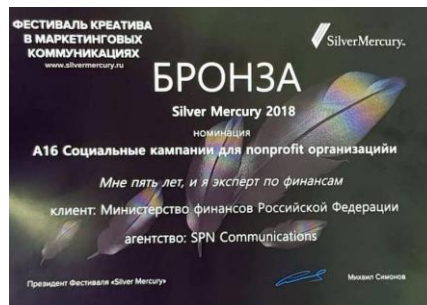 ФЕСТИВАЛЬ КРЕАТИВА
В МАРКЕТИНГОВЫХ
КОММУНИКАЦИЯХ
www.silvermercury.ru
SilverMercury.
БРОНЗА
Silver Mercury 2018
номинация
А16 Социальные кампании для nonprofit организаций
Мне пять лет, и я эксперт по финансам
клиент: Министерство финансов Российской Федерации
агентство: SPN Communications
Президент Фестиваля «Silver Mercury»
Михаил Симонов